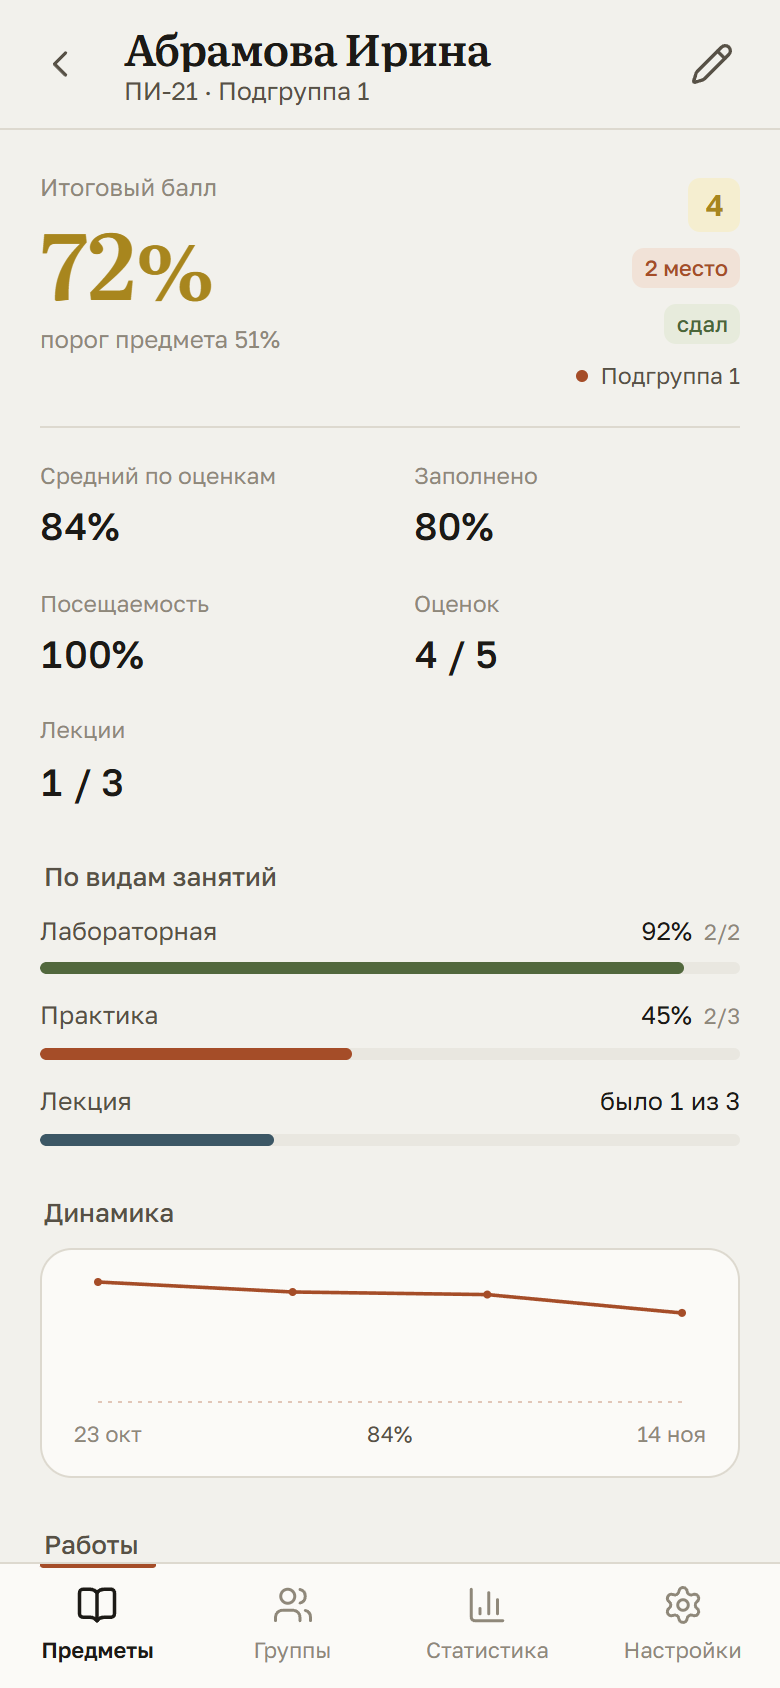 Абрамова Ирина
ПИ-21 · Подгруппа 1
Итоговый балл
72%
порог предмета 51%
4
2 место
сдал
Подгруппа 1
Средний по оценкам
84%
Заполнено
80%
Посещаемость
100%
Оценок
4 / 5
Лекции
1 / 3
По видам занятий
Лабораторная 92% 2/2
Практика 45% 2/3
Лекция было 1 из 3
Динамика
23 окт 84% 14 ноя
Работы
Предметы Группы Статистика Настройки